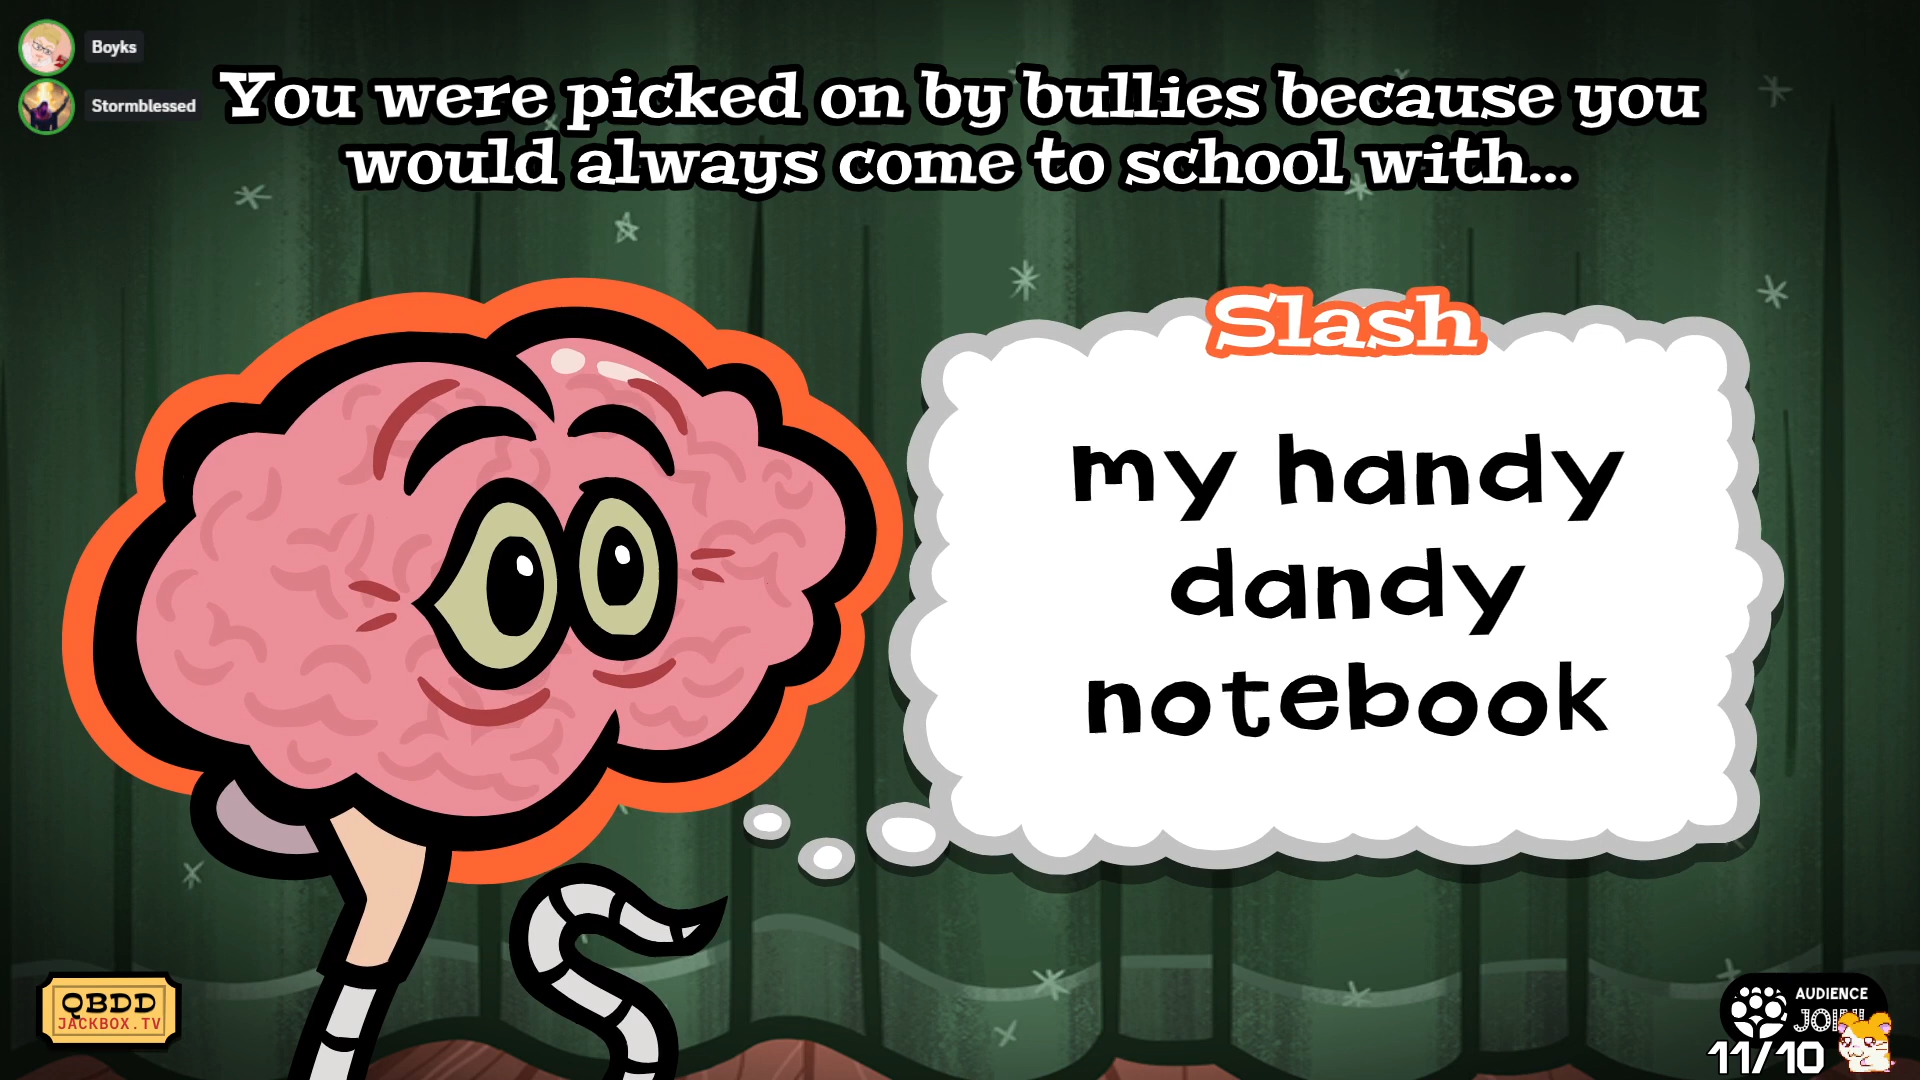 Boyks
Stormblessed
You were picked on by bullies because you
would always come to school with...
Slash
my handy
dandy
notebook
QBDD
JACKBOX.TV
AUDIENCE
11/10